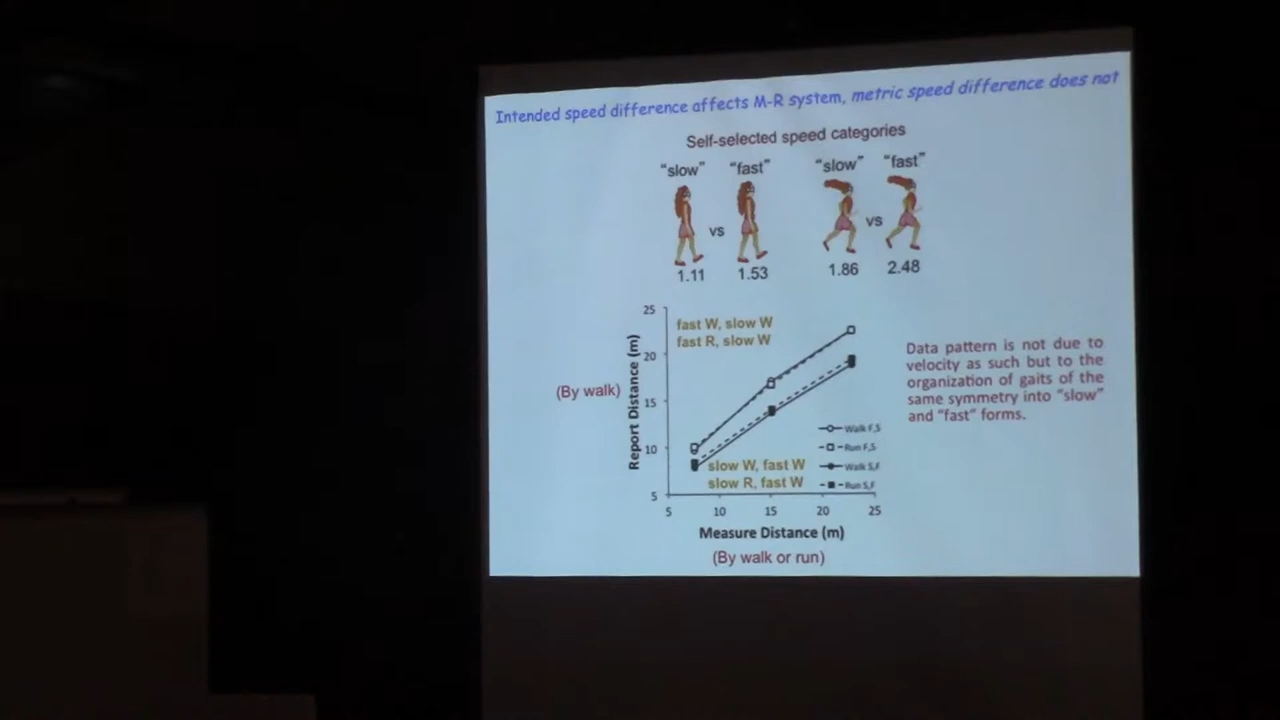 Intended speed difference affects M-R system, metric speed difference does not
Self-selected speed categories
"slow" "fast" "slow" "fast"
vs vs
1.11 1.53 1.86 2.48
25
20
15
10
5
Report Distance (m)
(By walk)
fast W, slow W
fast R, slow W
slow W, fast W
slow R, fast W
Walk F,S
Run F,S
Walk S,F
Run S,F
5 10 15 20 25
Measure Distance (m)
(By walk or run)
Data pattern is not due to
velocity as such but to the
organization of gaits of the
same symmetry into "slow"
and "fast" forms.